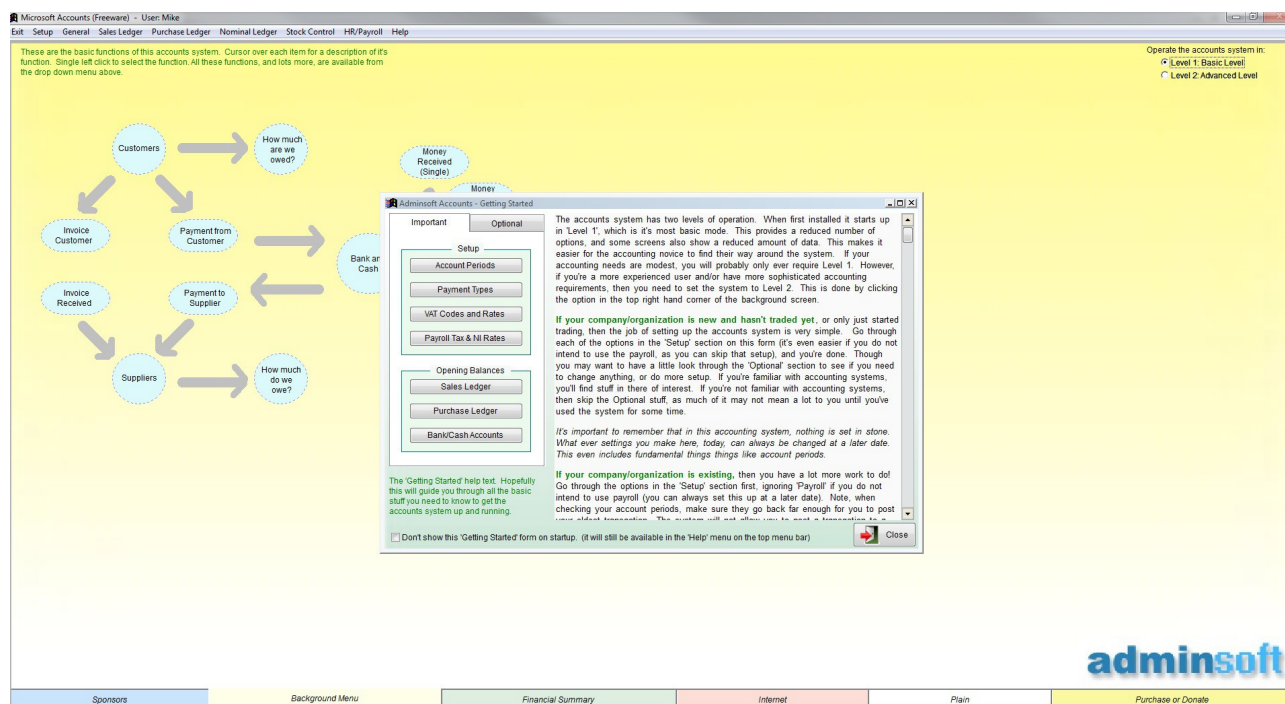 Microsoft Accounts (Freeware) - User: Mike
Exit Setup General Sales Ledger Purchase Ledger Nominal Ledger Stock Control HR/Payroll Help
These are the basic functions of this accounts system. Cursor over each item for a description of it's
function. Single left click to select the function. All these functions, and lots more, are available from
the drop down menu above.
Operate the accounts system in:
Level 1: Basic Level
Level 2: Advanced Level
Customers
How much
are we
owed?
Money
Received
(Single)
Money
Invoice
Customer
Payment from
Customer
Bank an
Cash
Invoice
Received
Payment to
Supplier
Suppliers
How much
do we
owe?
Adminsoft Accounts - Getting Started
Important
Optional
Setup
Account Periods
Payment Types
VAT Codes and Rates
Payroll Tax & NI Rates
Opening Balances
Sales Ledger
Purchase Ledger
Bank/Cash Accounts
The 'Getting Started' help text. Hopefully
this will guide you through all the basic
stuff you need to know to get the
accounts system up and running.
The accounts system has two levels of operation. When first installed it starts up
in 'Level 1', which is it's most basic mode. This provides a reduced number of
options, and some screens also show a reduced amount of data. This makes it
easier for the accounting novice to find their way around the system. If your
accounting needs are modest, you will probably only ever require Level 1. However,
if you're a more experienced user and/or have more sophisticated accounting
requirements, then you need to set the system to Level 2. This is done by clicking
the option in the top right hand corner of the background screen.
If your company/organization is new and hasn't traded yet, or only just started
trading, then the job of setting up the accounts system is very simple. Go through
each of the options in the 'Setup' section on this form (it's even easier if you do not
intend to use the payroll, as you can skip that setup), and you're done. Though
you may want to have a little look through the 'Optional' section to see if you need
to change anything, or do more setup. If you're familiar with accounting systems,
you'll find stuff in there of interest. If you're not familiar with accounting systems,
then skip the Optional stuff, as much of it may not mean a lot to you until you've
used the system for some time.
It's important to remember that in this accounting system, nothing is set in stone.
What ever settings you make here, today, can always be changed at a later date.
This even includes fundamental things things like account periods.
If your company/organization is existing, then you have a lot more work to do!
Go through the options in the 'Setup' section first, ignoring 'Payroll' if you do not
intend to use payroll (you can always set this up at a later date). Note, when
checking your account periods, make sure they go back far enough for you to post
Don't show this 'Getting Started' form on startup. (it will still be available in the 'Help' menu on the top menu bar)
Close
adminsoft
Sponsors
Background Menu
Financial Summary
Internet
Plain
Purchase or Donate